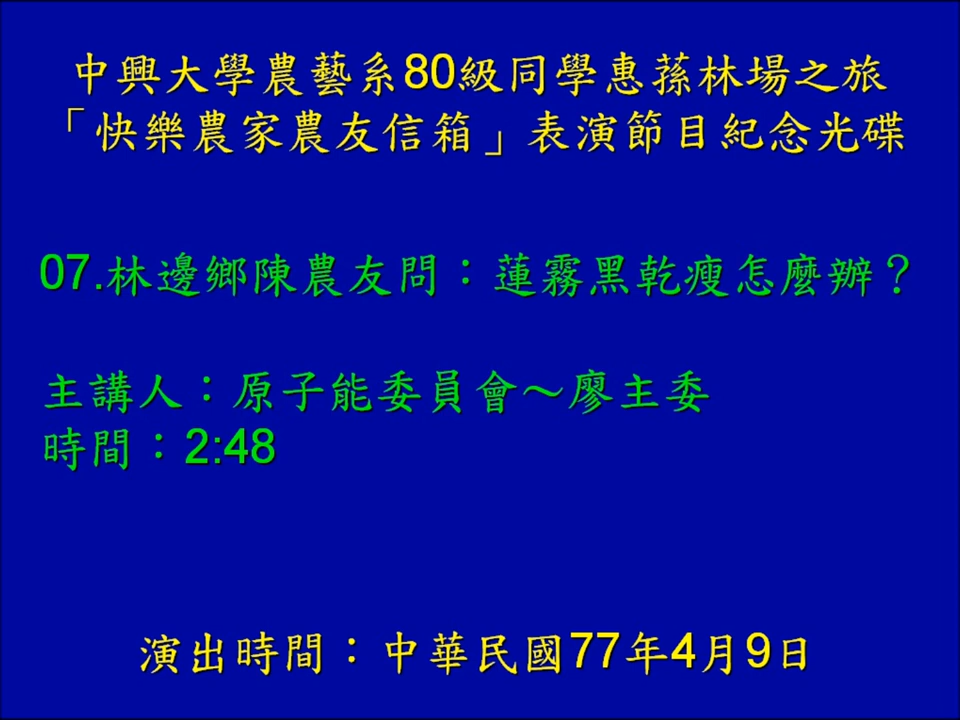 中興大學農藝系80級同學惠蓀林場之旅
「快樂農家農友信箱」表演節目紀念光碟
07.林邊鄉陳農友問：蓮霧黑乾瘦怎麼辦？
主講人：原子能委員會～廖主委
時間：2:48
演出時間：中華民國77年4月9日